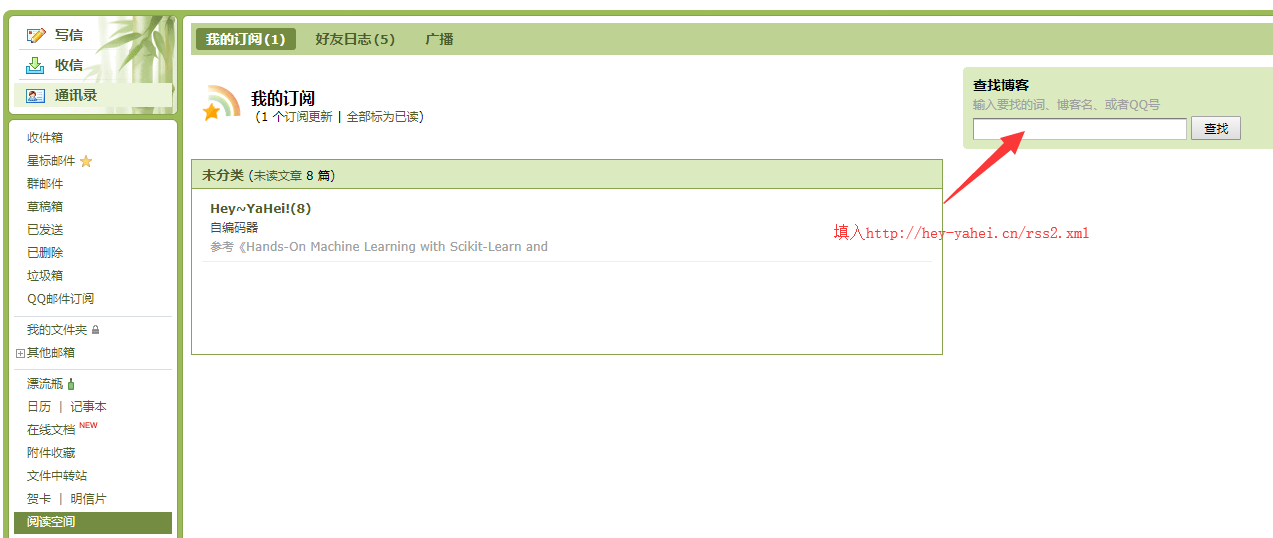 写信
收信
通讯录
收件箱
星标邮件
群邮件
草稿箱
已发送
已删除
垃圾箱
QQ邮件订阅
我的文件夹
其他邮箱
漂流瓶
日历 | 记事本
在线文档 NEW
附件收藏
文件中转站
贺卡 | 明信片
阅读空间
我的订阅(1) 好友日志(5) 广播
我的订阅
(1 个订阅更新 | 全部标为已读)
查找博客
输入要找的词、博客名、或者QQ号
查找
未分类 (未读文章 8 篇)
Hey~YaHei!(8)
自编码器
参考《Hands-On Machine Learning with Scikit-Learn and
填入http://hey-yahei.cn/rss2.xml